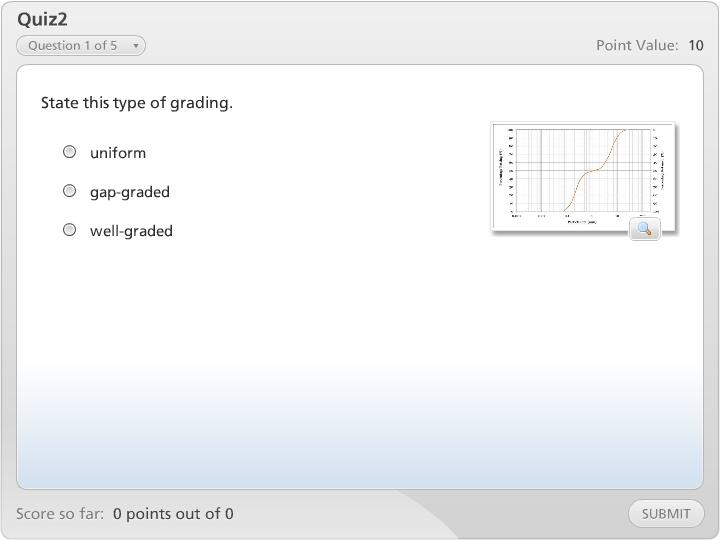 Quiz2
Question 1 of 5
Point Value: 10
State this type of grading.
uniform
gap-graded
well-graded
Score so far: 0 points out of 0
SUBMIT